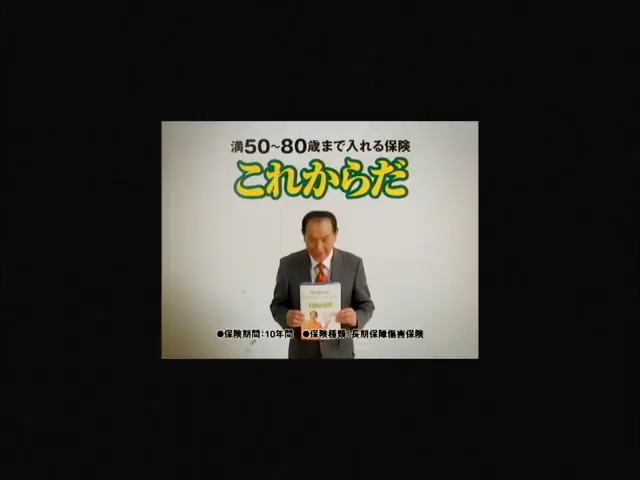 満50～80歳まで入れる保険
これからだ
●保険期間：10年間　●保険種類：長期保障傷害保険